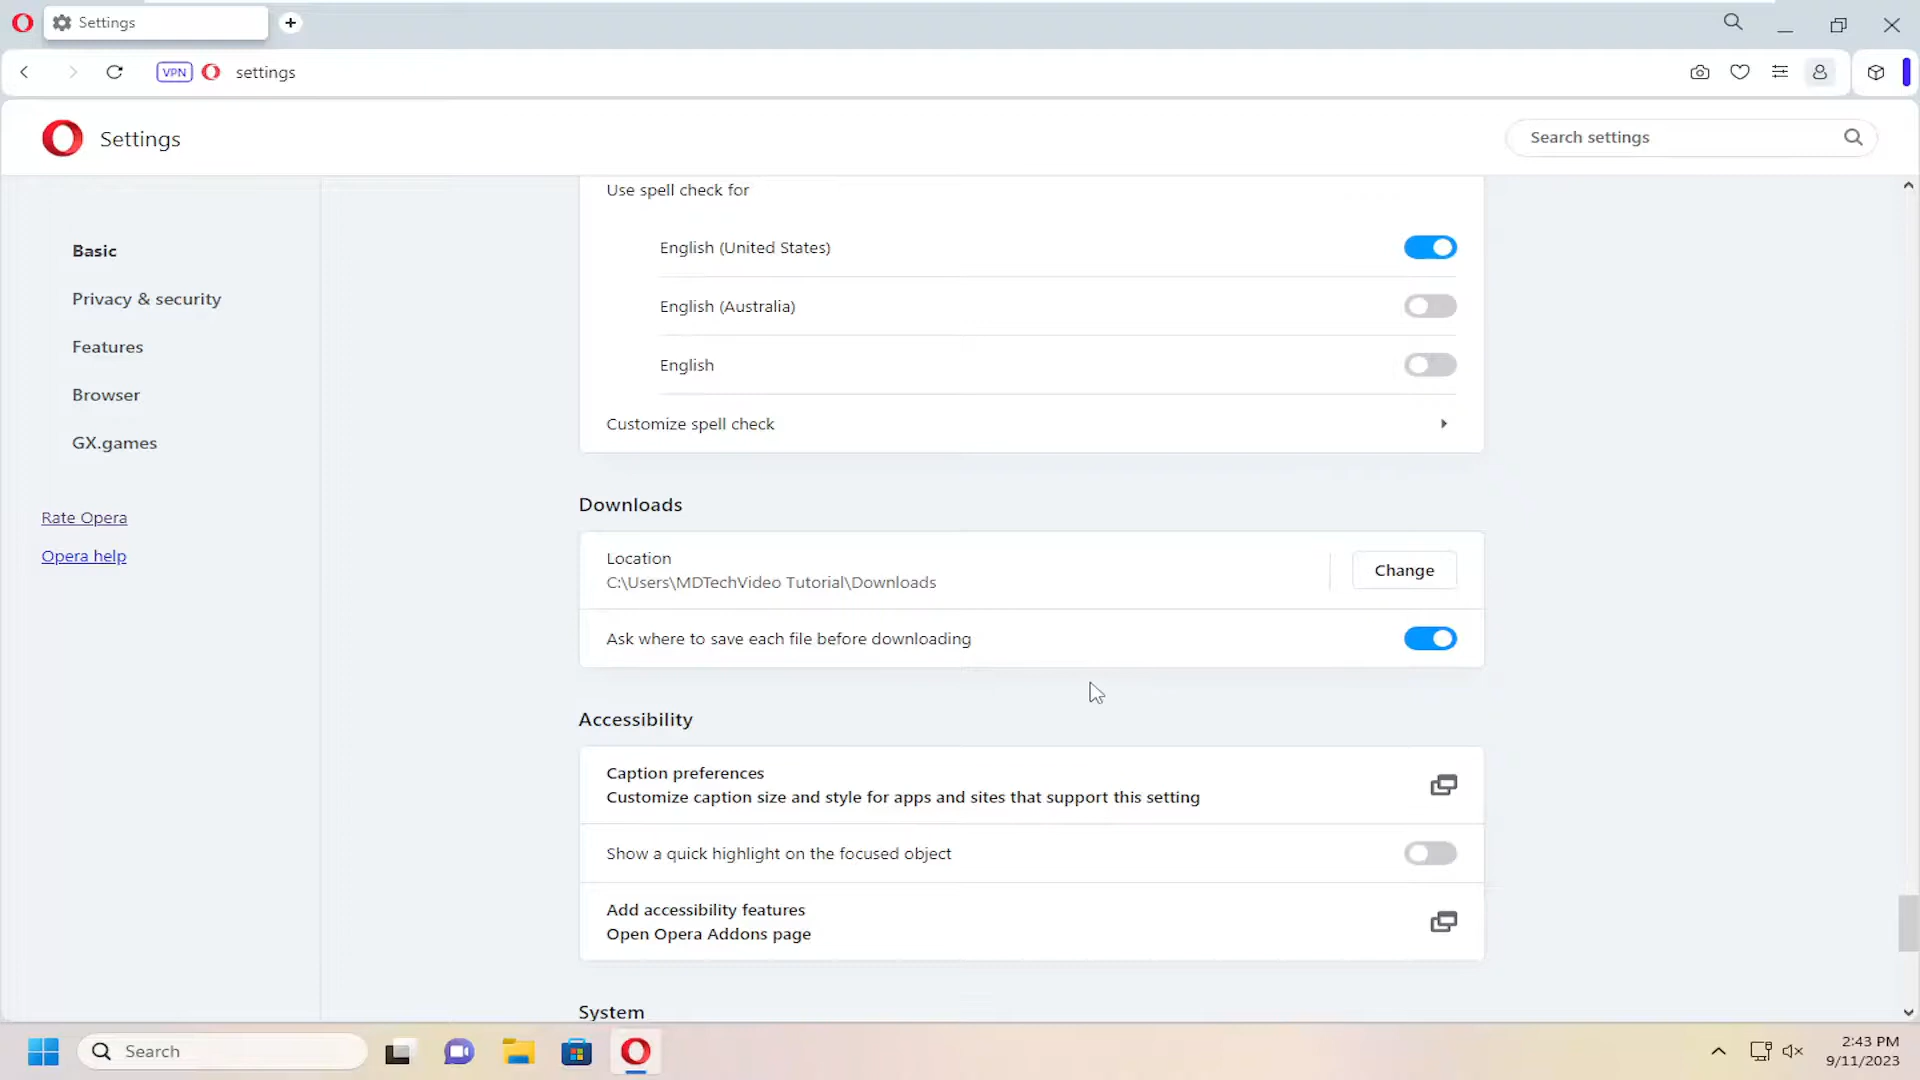 Settings
VPN
settings
Settings
Search settings
Basic
Privacy & security
Features
Browser
GX.games
Rate Opera
Opera help
Use spell check for
English (United States)
English (Australia)
English
Customize spell check
Downloads
Location
C:\Users\MDTechVideo Tutorial\Downloads
Change
Ask where to save each file before downloading
Accessibility
Caption preferences
Customize caption size and style for apps and sites that support this setting
Show a quick highlight on the focused object
Add accessibility features
Open Opera Addons page
System
Search
2:43 PM
9/11/2023